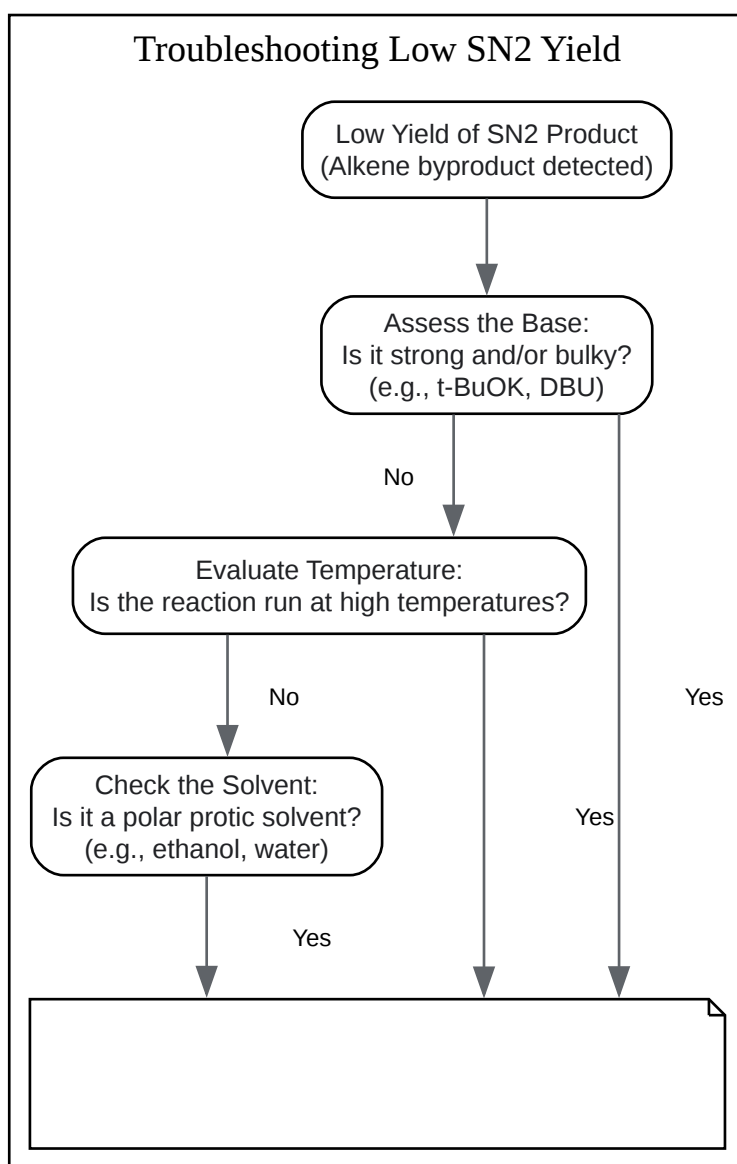 Troubleshooting Low SN2 Yield
Low Yield of SN2 Product
(Alkene byproduct detected)
Assess the Base:
Is it strong and/or bulky?
(e.g., t-BuOK, DBU)
No
Evaluate Temperature:
Is the reaction run at high temperatures?
No
Yes
Check the Solvent:
Is it a polar protic solvent?
(e.g., ethanol, water)
Yes
Yes